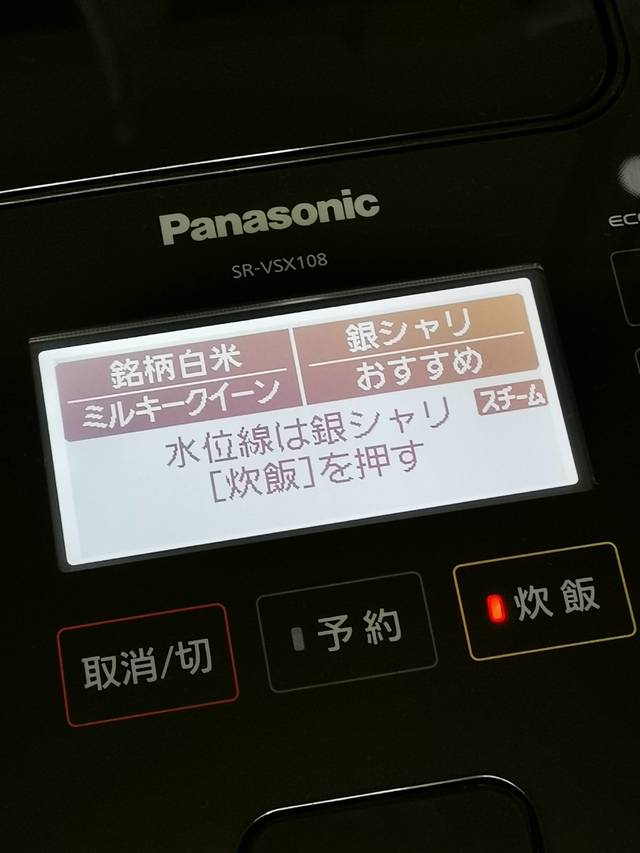 Panasonic
SR-VSX108
ECO
銘柄白米
ミルキークイーン
銀シャリ
おすすめ
スチーム
水位線は銀シャリ
[炊飯]を押す
取消/切
予約
炊飯